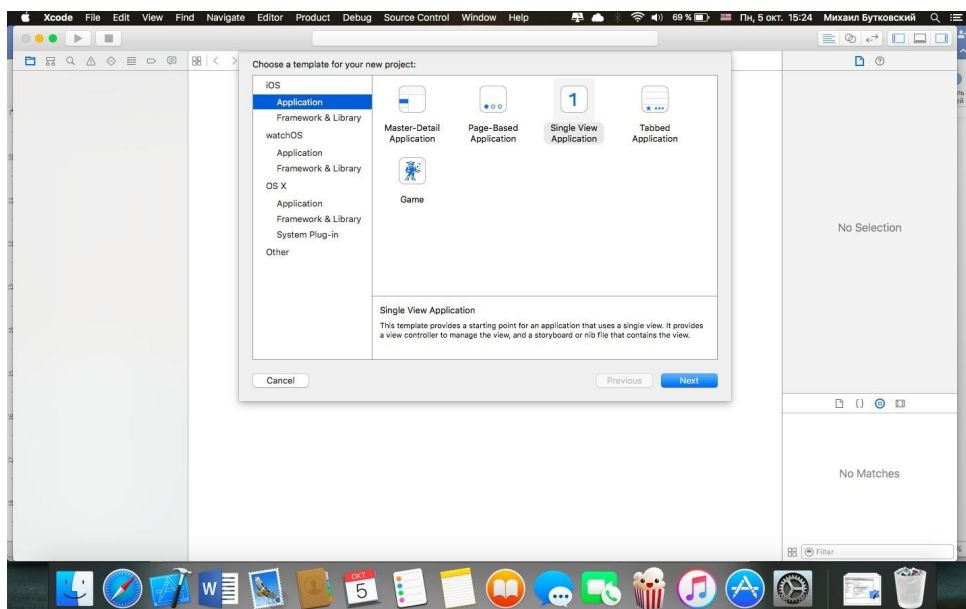 Xcode File Edit View Find Navigate Editor Product Debug Source Control Window Help 69 % Пн, 5 окт. 15:24 Михаил Бутковский
Choose a template for your new project:
iOS
Application
Framework & Library
watchOS
Application
Framework & Library
OS X
Application
Framework & Library
System Plug-in
Other
Master-Detail
Application
Page-Based
Application
1
Single View
Application
Tabbed
Application
Game
Single View Application
This template provides a starting point for an application that uses a single view. It provides
a view controller to manage the view, and a storyboard or nib file that contains the view.
Cancel
Previous
Next
No Selection
{}
No Matches
Filter
W
ОКТ.
5